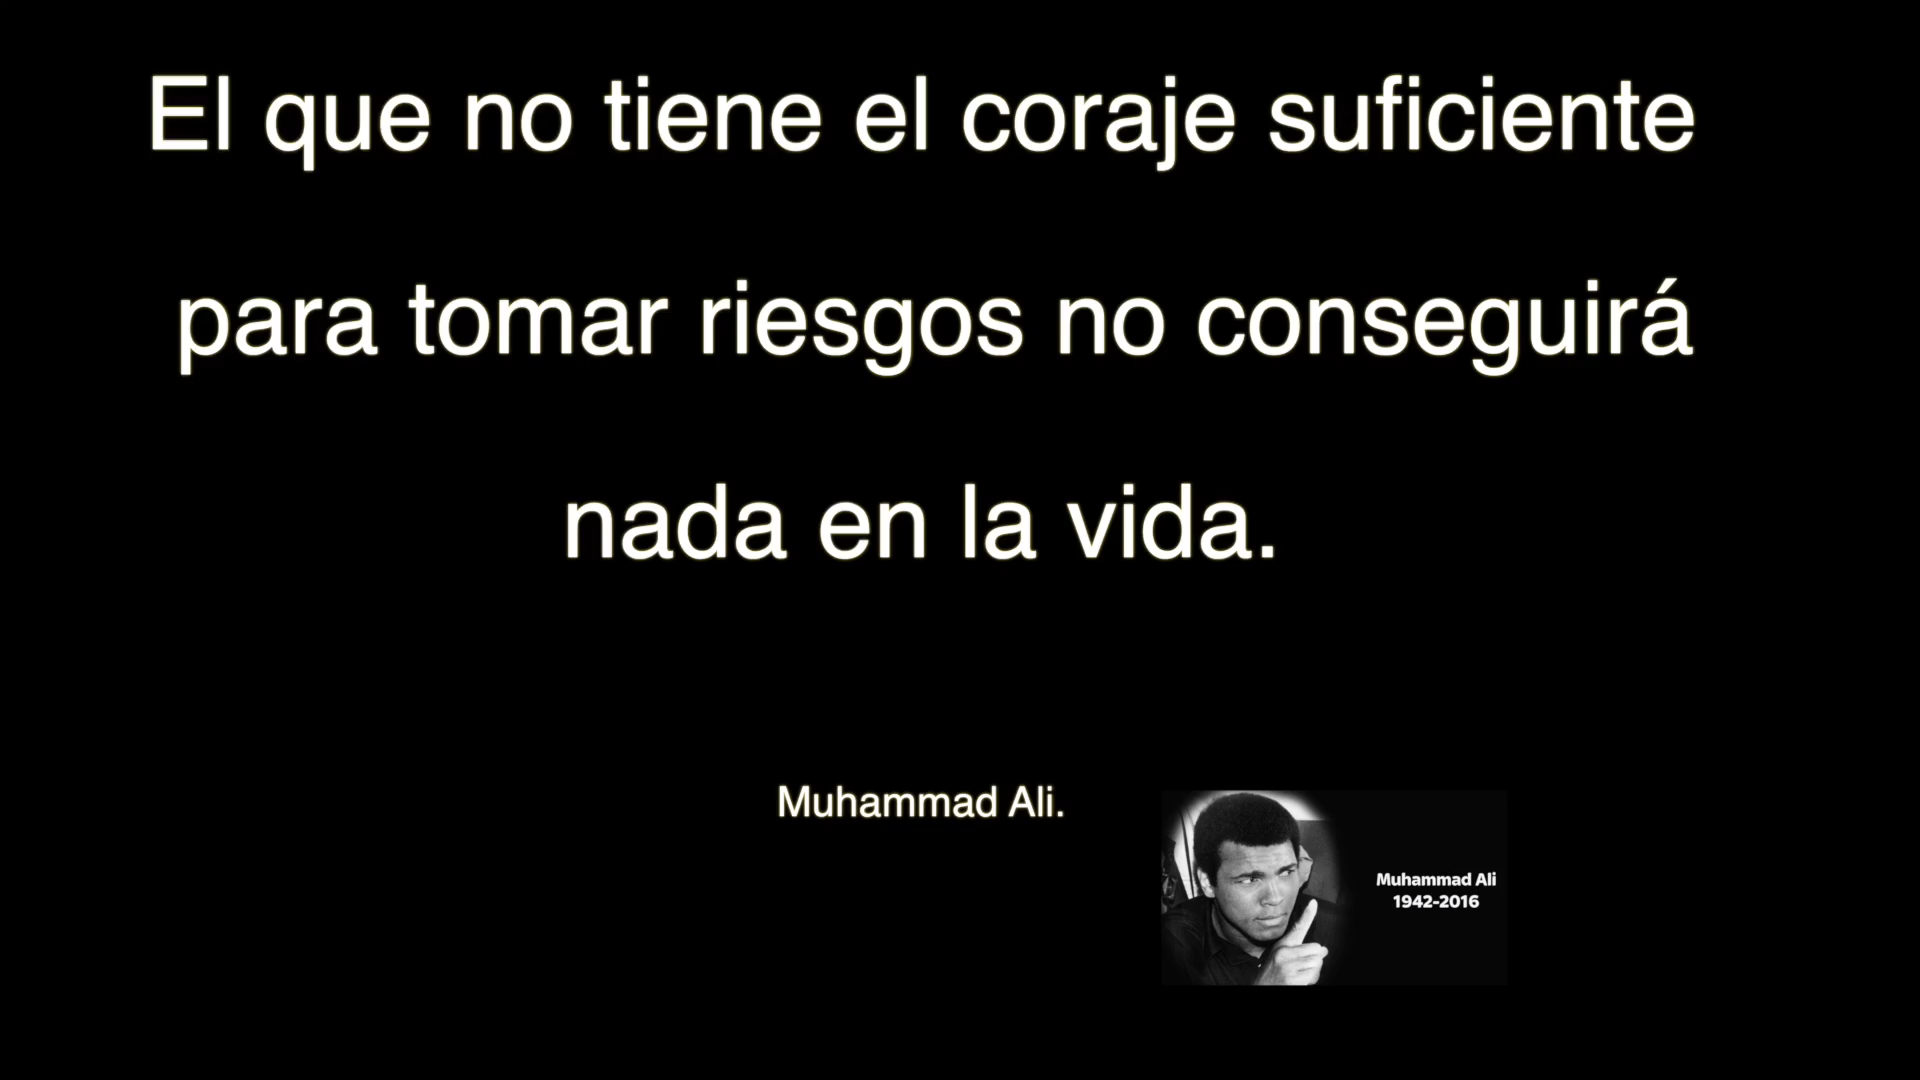 El que no tiene el coraje suficiente
para tomar riesgos no conseguirá
nada en la vida.
Muhammad Ali.
Muhammad Ali
1942-2016